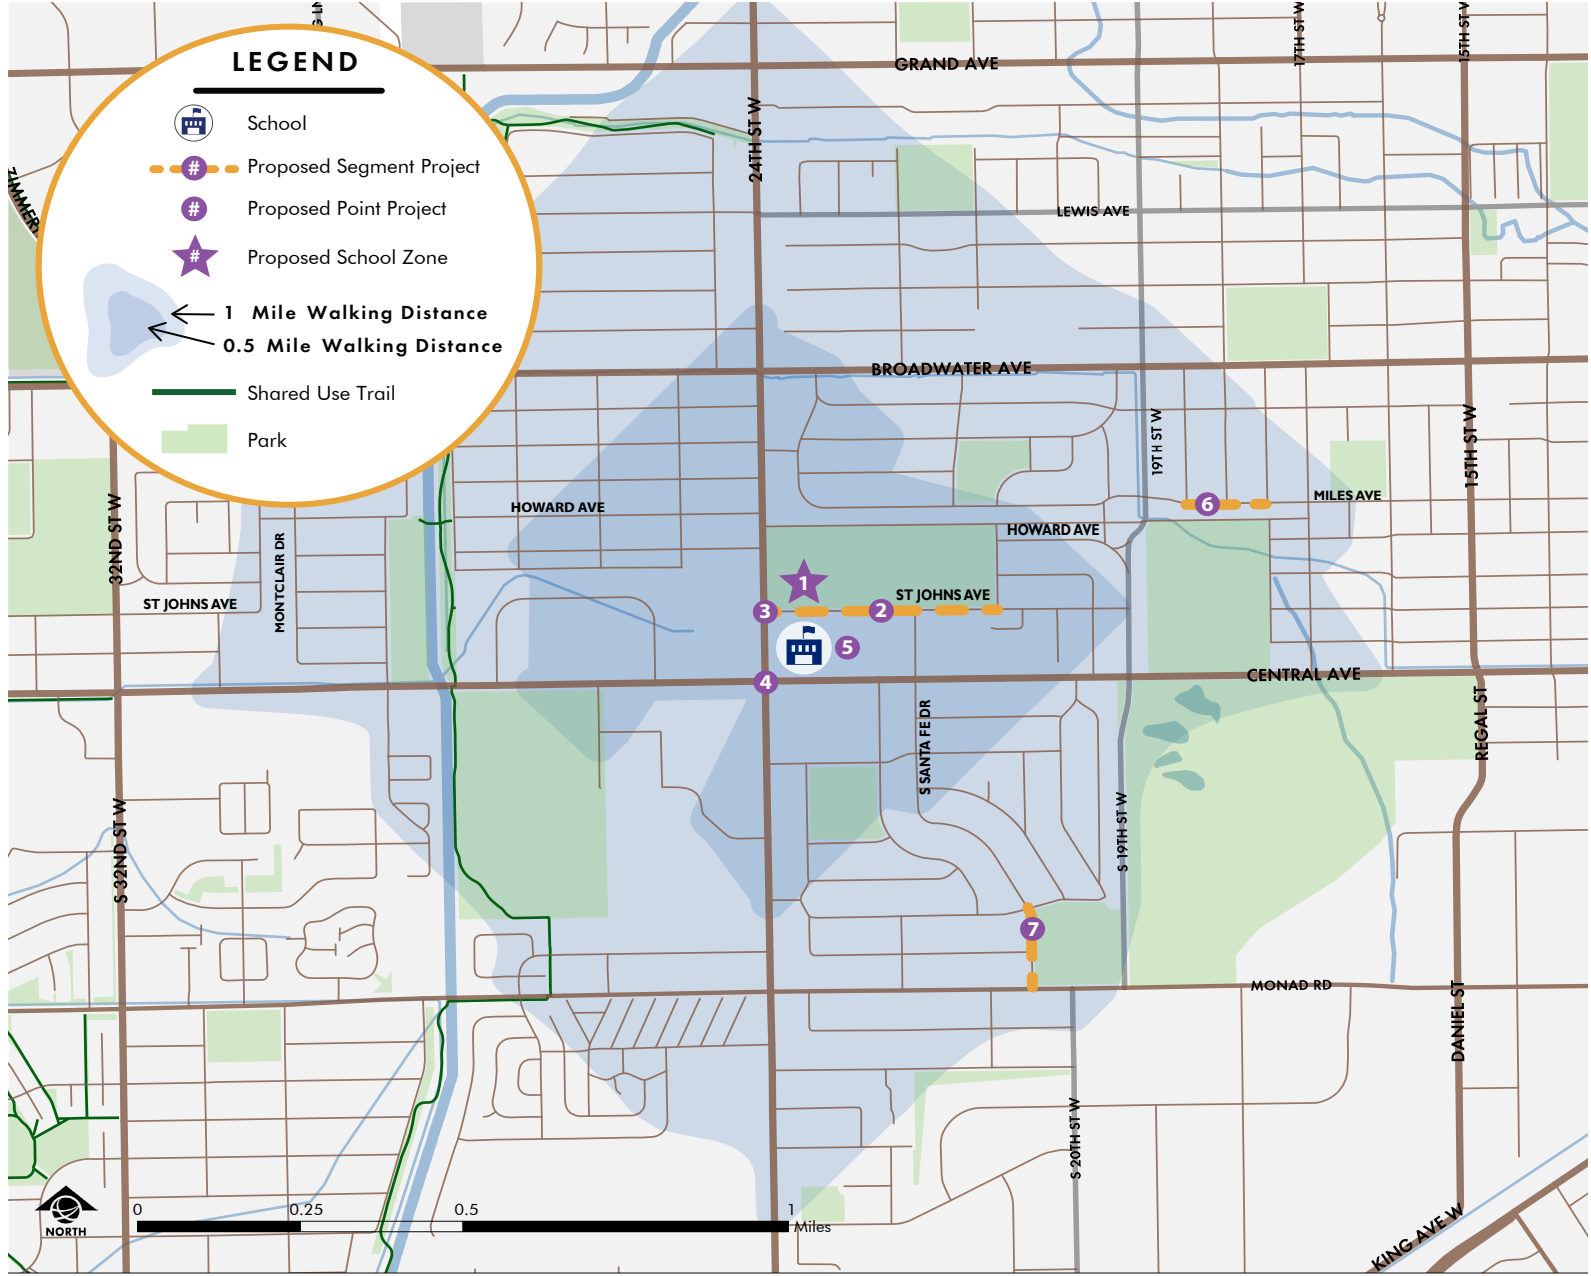 G LN
17TH ST W
15TH ST W
GRAND AVE
LEGEND
School
#
Proposed Segment Project
#
Proposed Point Project
#
Proposed School Zone
1 Mile Walking Distance
0.5 Mile Walking Distance
Shared Use Trail
Park
24TH ST W
LEWIS AVE
BROADWATER AVE
19TH ST W
15TH ST W
32ND ST W
HOWARD AVE
HOWARD AVE
MILES AVE
6
MONTCLAIR DR
ST JOHNS AVE
ST JOHNS AVE
1
2
3
5
4
CENTRAL AVE
REGAL ST
S SANTA FE DR
S 19TH ST W
S 32ND ST W
7
MONAD RD
DANIEL ST
S 20TH ST W
KING AVE W
NORTH
0
0.25
0.5
1
Miles